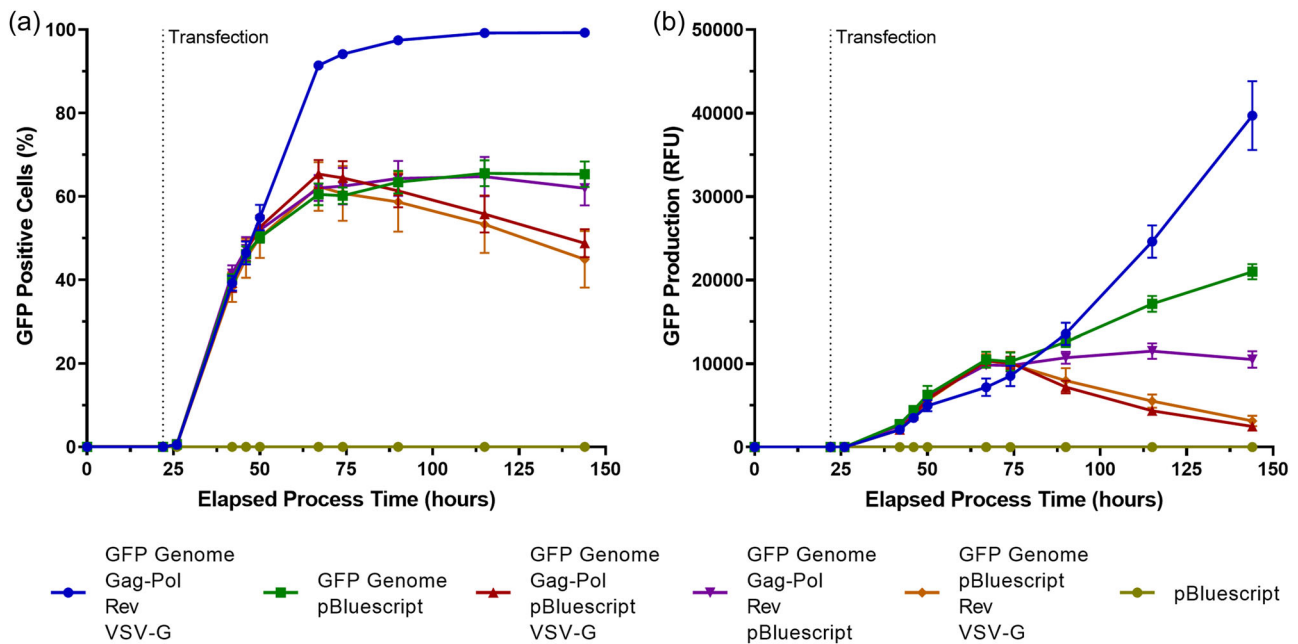 (a)
Transfection
GFP Positive Cells (%)
100
80
60
40
20
0
0 25 50 75 100 125 150
Elapsed Process Time (hours)
(b)
Transfection
GFP Production (RFU)
50000
40000
30000
20000
10000
0
0 25 50 75 100 125 150
Elapsed Process Time (hours)
GFP Genome
Gag-Pol
Rev
VSV-G
GFP Genome
pBluescript
GFP Genome
Gag-Pol
pBluescript
VSV-G
GFP Genome
Gag-Pol
Rev
pBluescript
GFP Genome
pBluescript
Rev
VSV-G
pBluescript